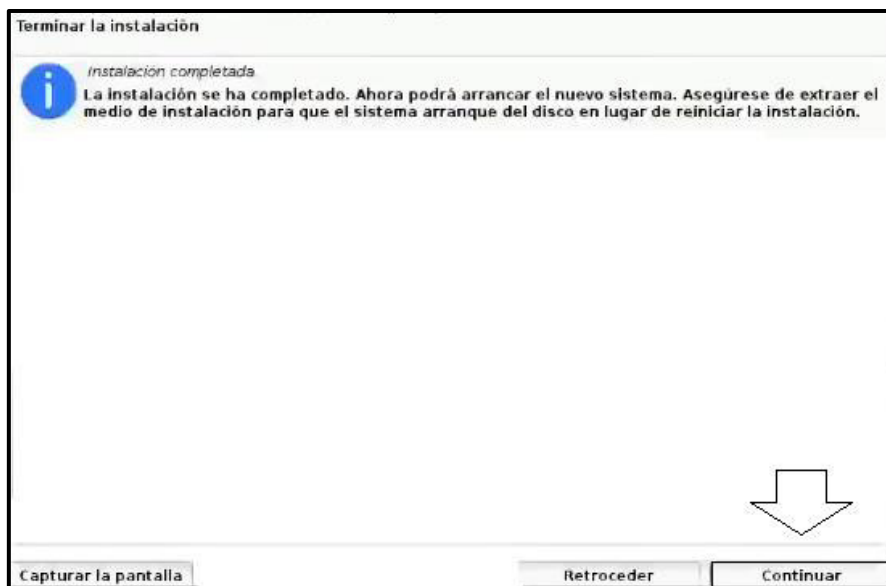 Terminar la instalación
Instalación completada
La instalación se ha completado. Ahora podrá arrancar el nuevo sistema. Asegúrese de extraer el
medio de instalación para que el sistema arranque del disco en lugar de reiniciar la instalación.
Capturar la pantalla
Retroceder
Continuar